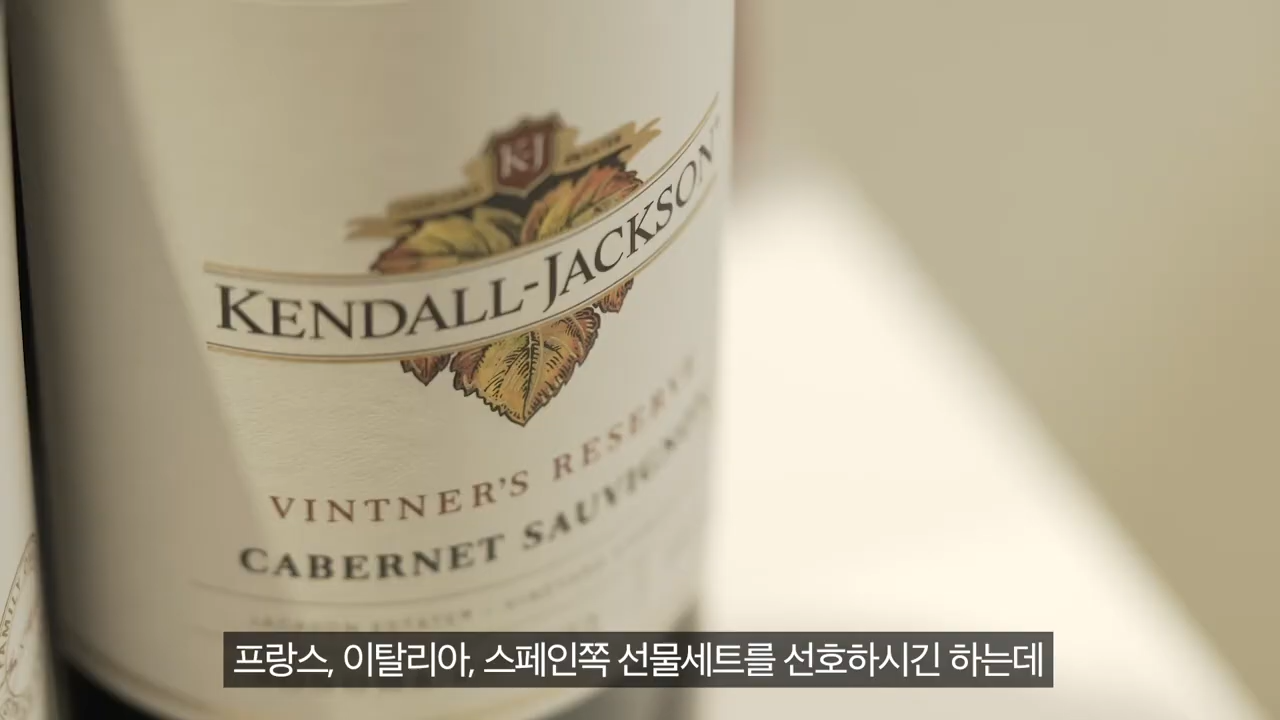 KJ
KENDALL-JACKSON
VINTNER'S RESERVE
CABERNET SAUVIGNON
프랑스, 이탈리아, 스페인쪽 선물세트를 선호하시긴 하는데